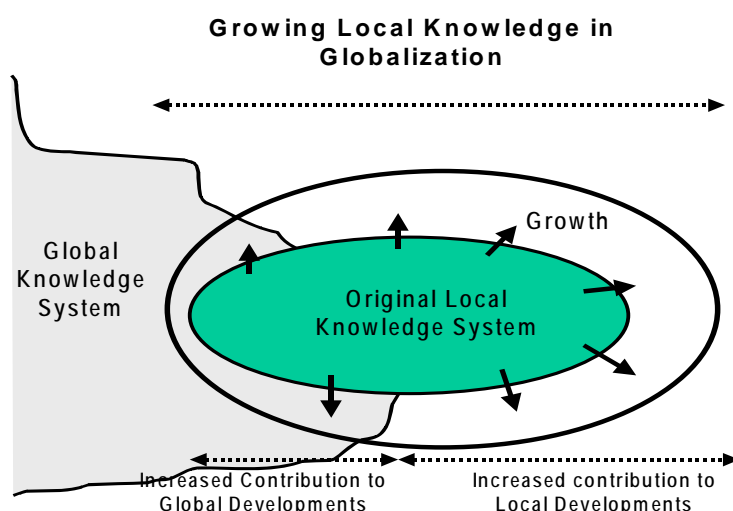 Growing Local Knowledge in
Globalization
Growth
Global
Knowledge
System
Original Local
Knowledge System
Increased Contribution to
Global Developments
Increased contribution to
Local Developments